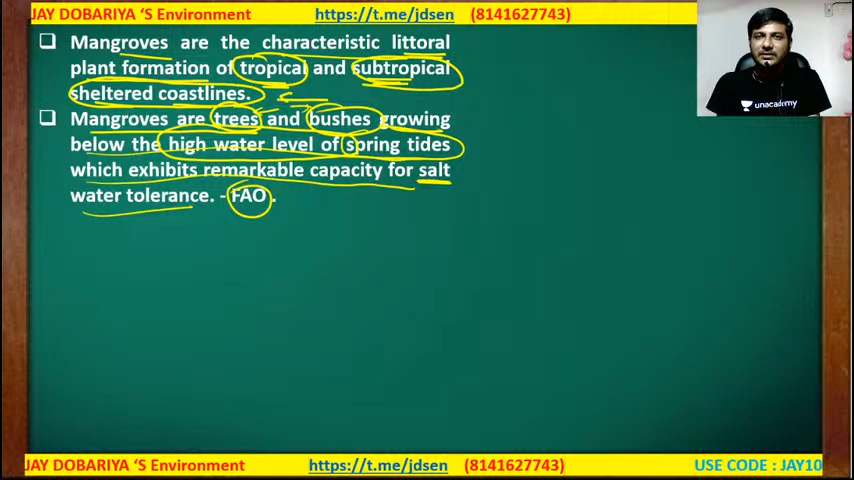 JAY DOBARIYA ‘S Environment https://t.me/jdsen (8141627743)
❑ Mangroves are the characteristic littoral
plant formation of tropical and subtropical
sheltered coastlines.
❑ Mangroves are trees and bushes growing
below the high water level of spring tides
which exhibits remarkable capacity for salt
water tolerance. - FAO .
unacademy
JAY DOBARIYA ‘S Environment https://t.me/jdsen (8141627743) USE CODE : JAY10